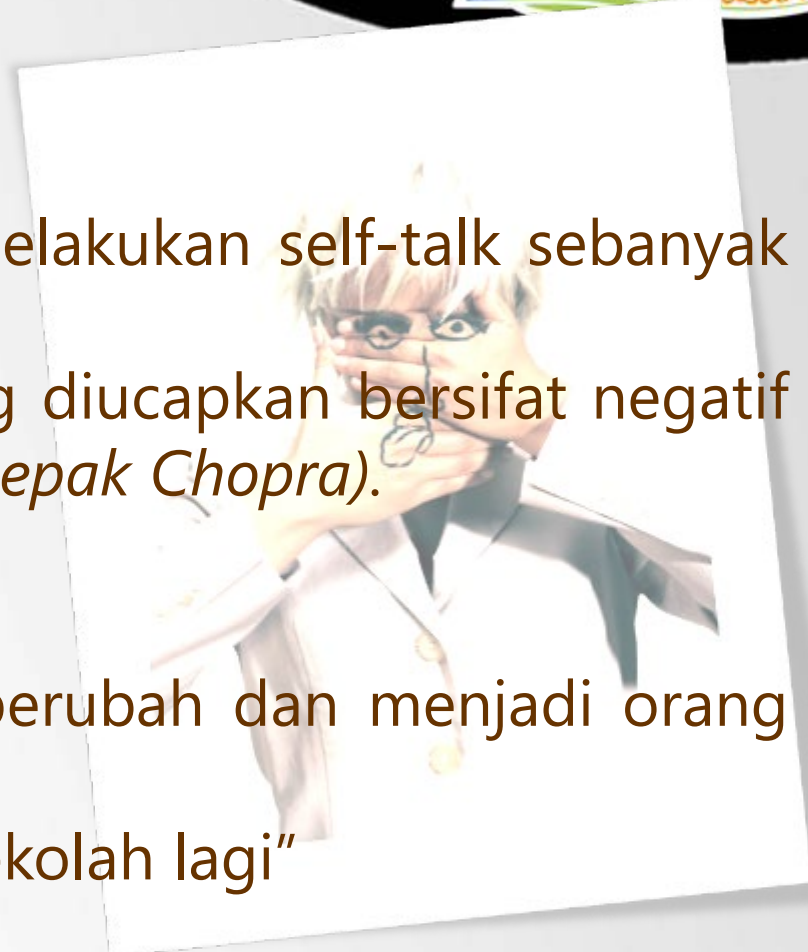 elakukan self-talk sebanyak
g diucapkan bersifat negatif
epak Chopra).
berubah dan menjadi orang
kolah lagi”